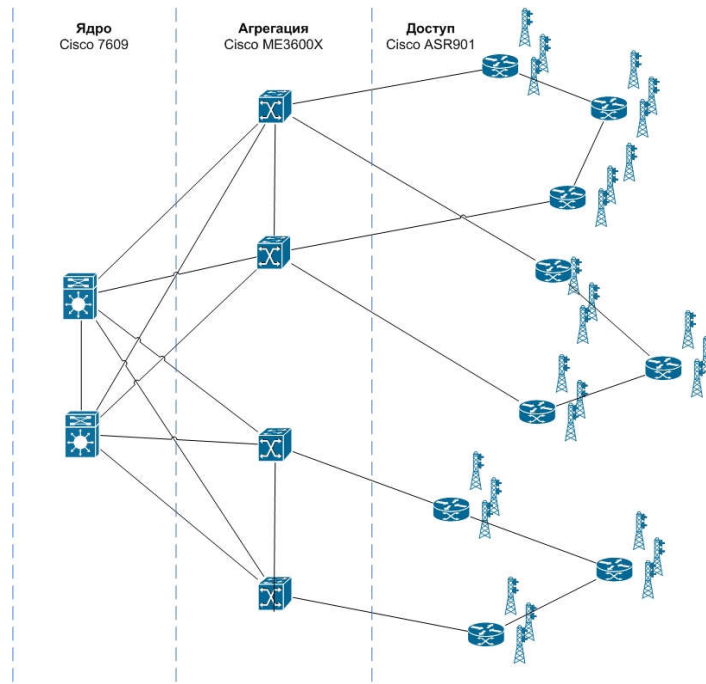 Ядро
Cisco 7609
Агрегация
Cisco ME3600X
Доступ
Cisco ASR901